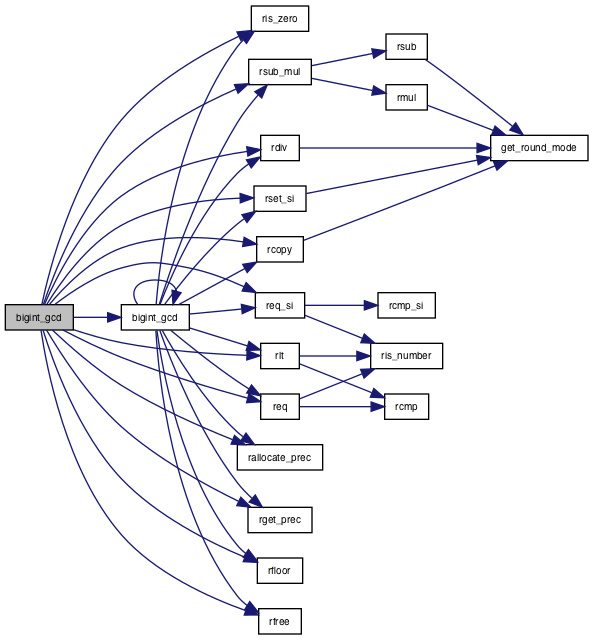 bigint_gcd
bigint_gcd
ris_zero
rsub_mul
rdiv
rset_si
rcopy
req_si
rlt
req
rallocate_prec
rget_prec
rfloor
rfree
rsub
rmul
rcmp_si
ris_number
rcmp
get_round_mode